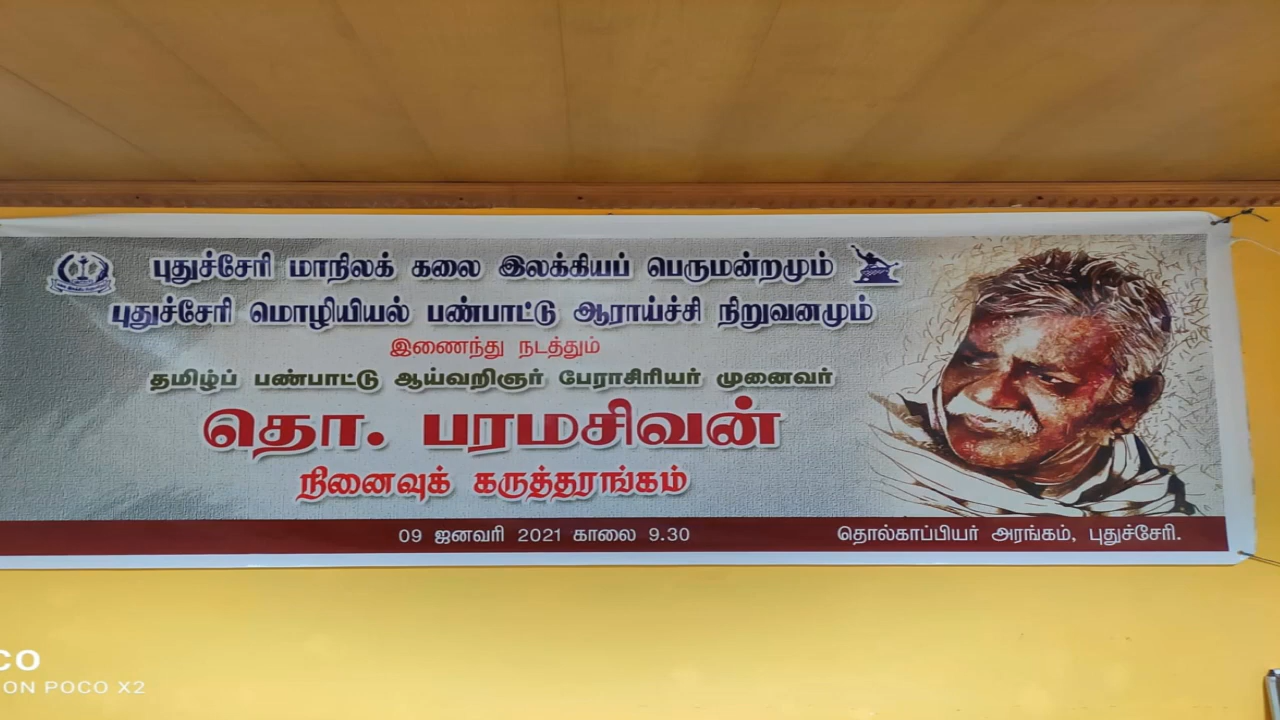 புதுச்சேரி மாநிலக் கலை இலக்கியப் பெருமன்றமும்
புதுச்சேரி மொழியியல் பண்பாட்டு ஆராய்ச்சி நிறுவனமும்
இணைந்து நடத்தும்
தமிழ்ப் பண்பாட்டு ஆய்வறிஞர் பேராசிரியர் முனைவர்
தொ. பரமசிவன்
நினைவுக் கருத்தரங்கம்
09 ஜனவரி 2021 காலை 9.30 தொல்காப்பியர் அரங்கம், புதுச்சேரி.
CO
ON POCO X2